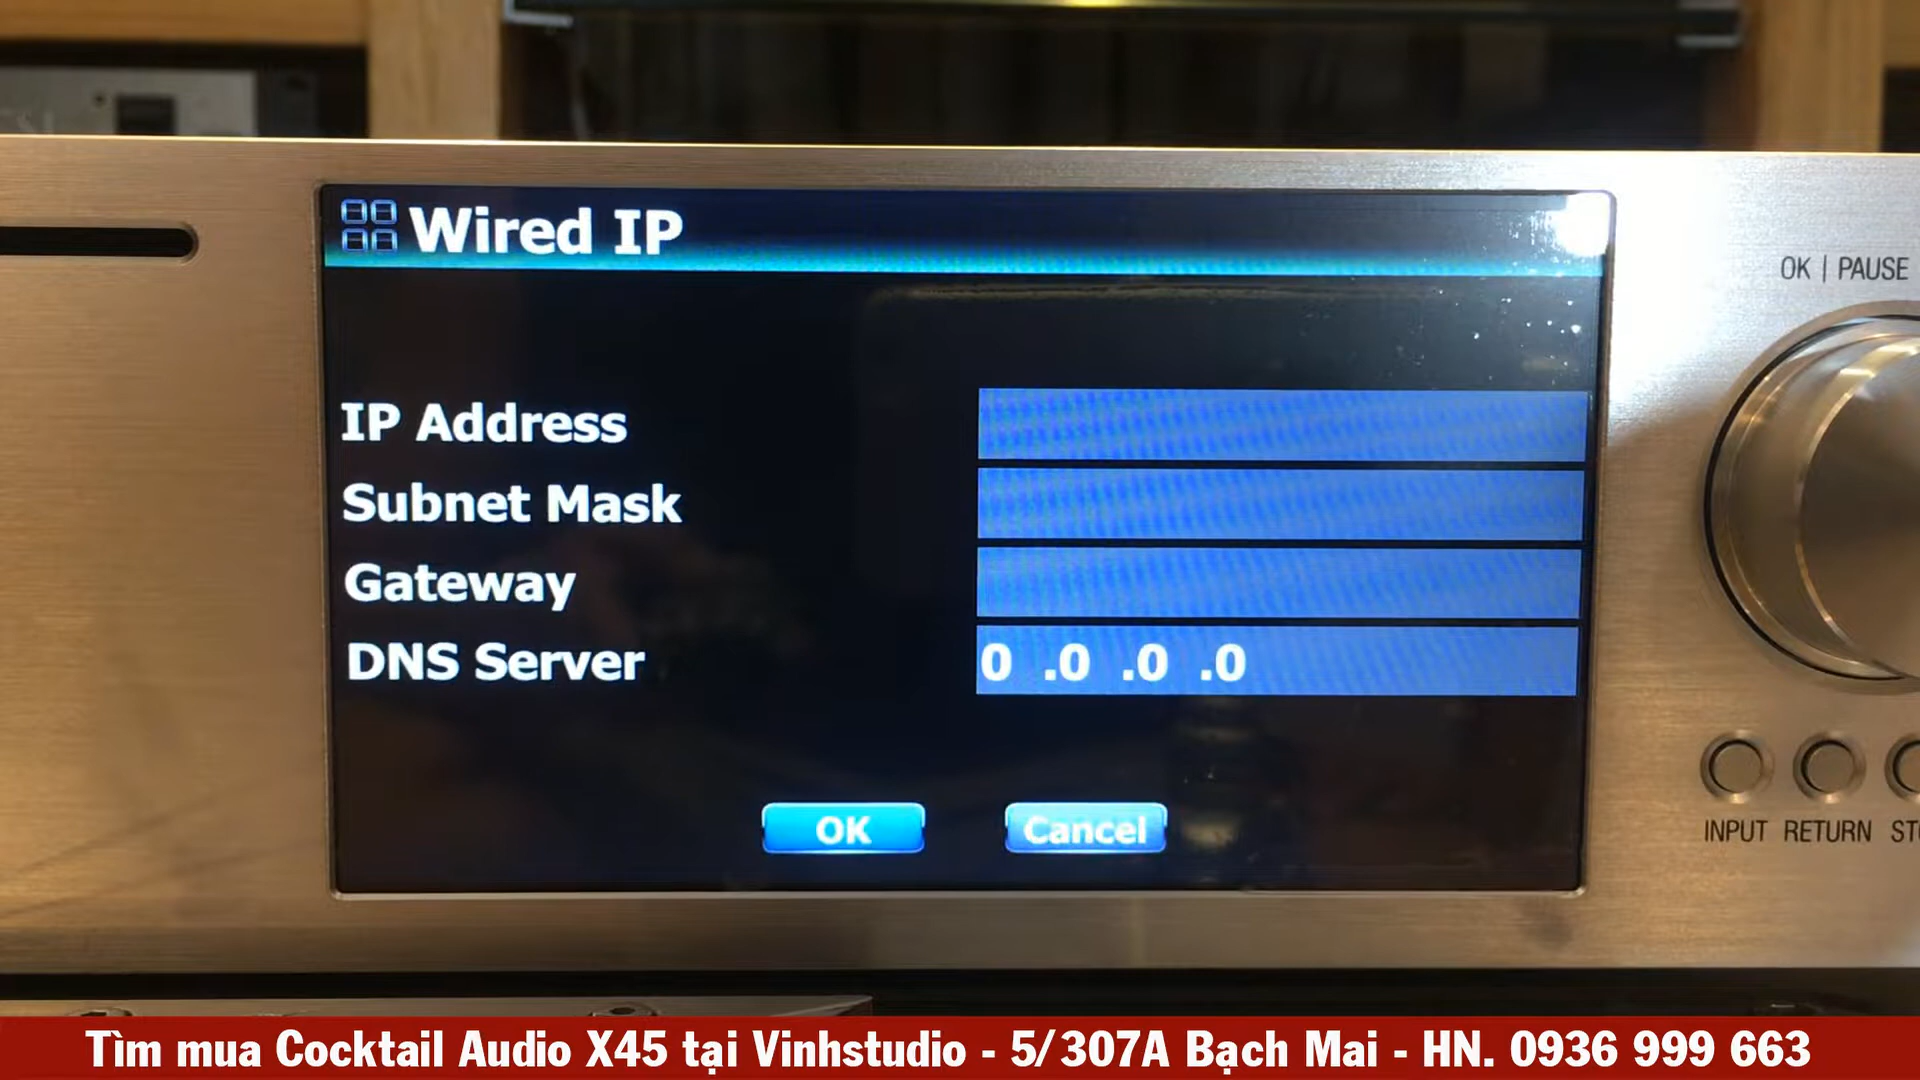 Wired IP
OK | PAUSE
IP Address
Subnet Mask
Gateway
DNS Server 0 .0 .0 .0
OK Cancel
INPUT RETURN
Tìm mua Cocktail Audio X45 tại Vinhstudio - 5/307A Bạch Mai - HN. 0936 999 663